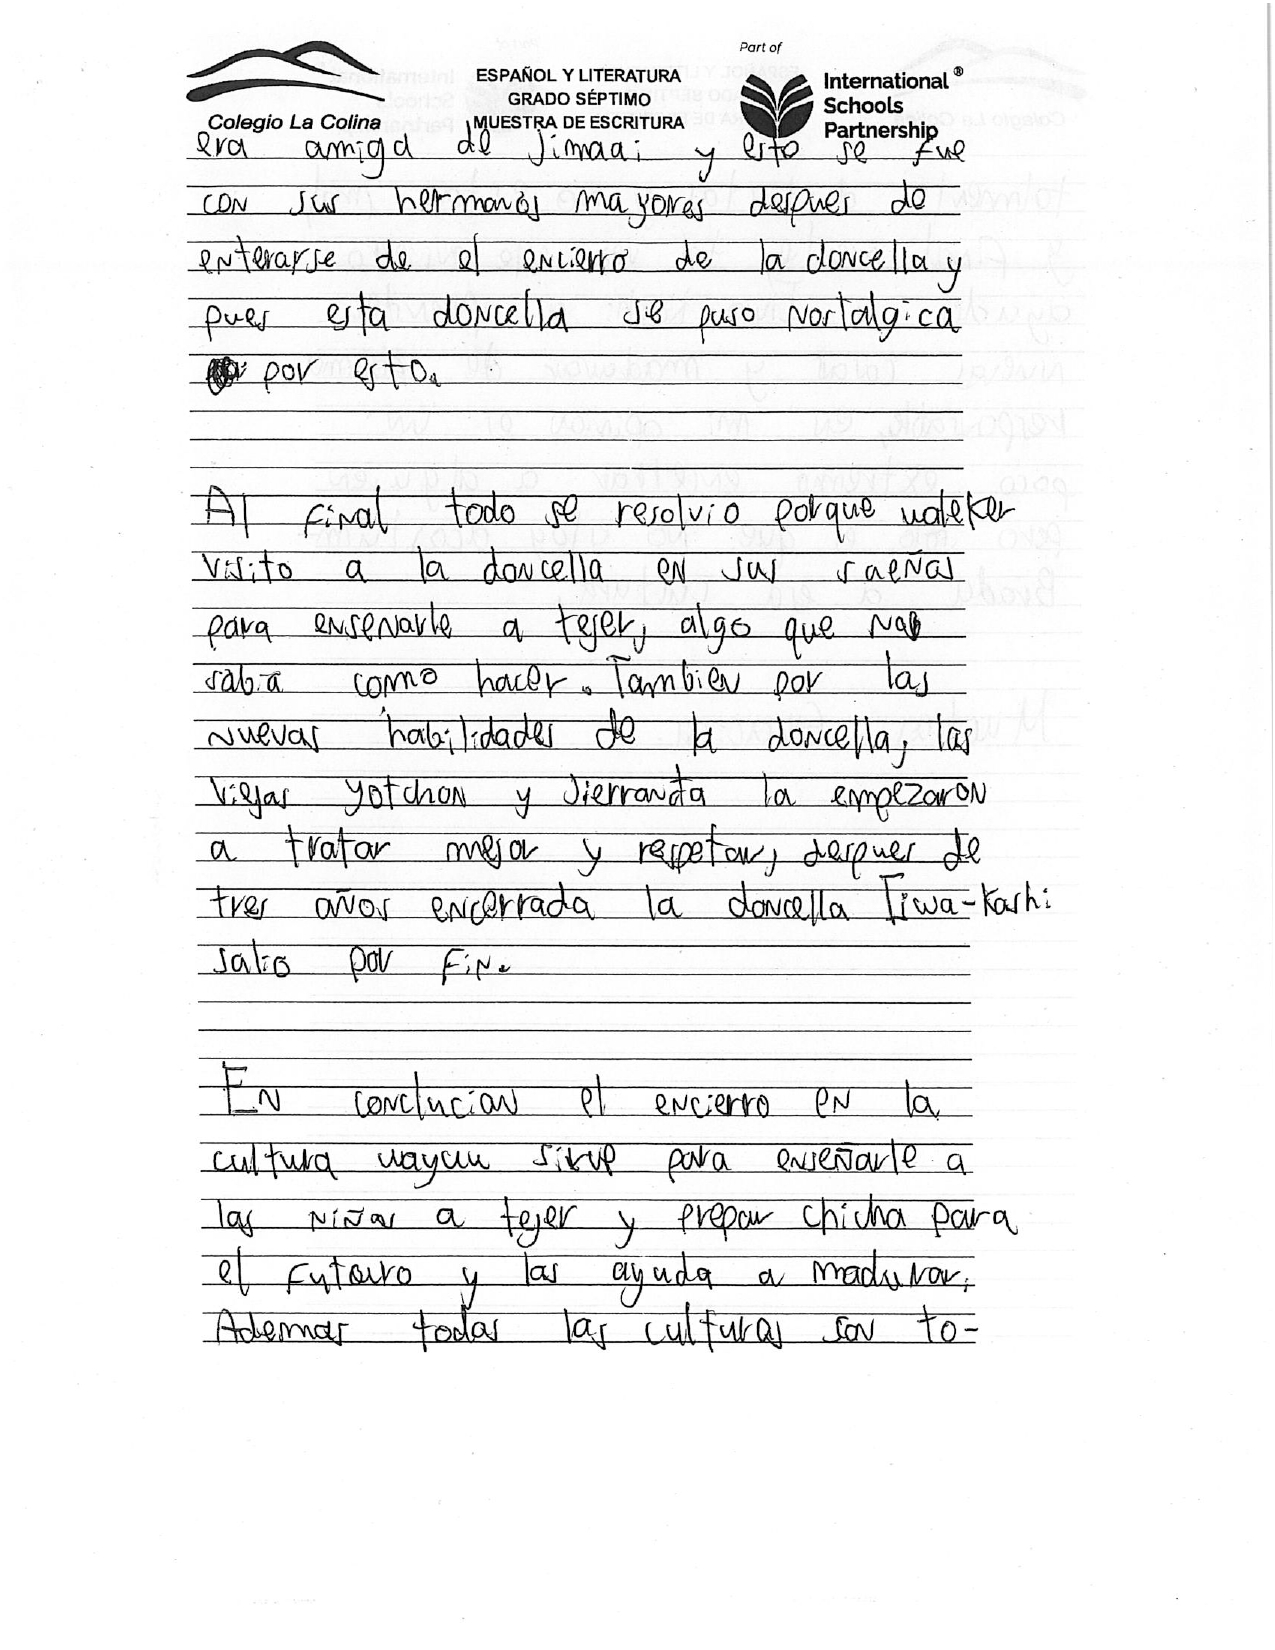 Part of
ESPAÑOL Y LITERATURA
GRADO SÉPTIMO
MUESTRA DE ESCRITURA
Colegio La Colina
International®
Schools
Partnership
era amiga de Jimaai y esto se fue
con sus hermanos mayores despues de
enterarse de el encierro de la doncella y
pues esta doncella se puso nostalgica
por esto.
Al final todo se resolvio porque waleker
visito a la doncella en sus sueños
para enseñarle a tejer, algo que no
sabia como hacer. Tambien por las
nuevas habilidades de la doncella, las
viejas yotchon y Jierranta la empezaron
a tratar mejor y respetar, despues de
tres años encerrada la doncella Iiwa-Kashi
salio por fin.
En conclucion el encierro en la
cultura wayuu sirve para enseñarle a
las niñas a tejer y prepar chicha para
el futuro y las ayuda a madurar.
Ademas todas las culturas son to-